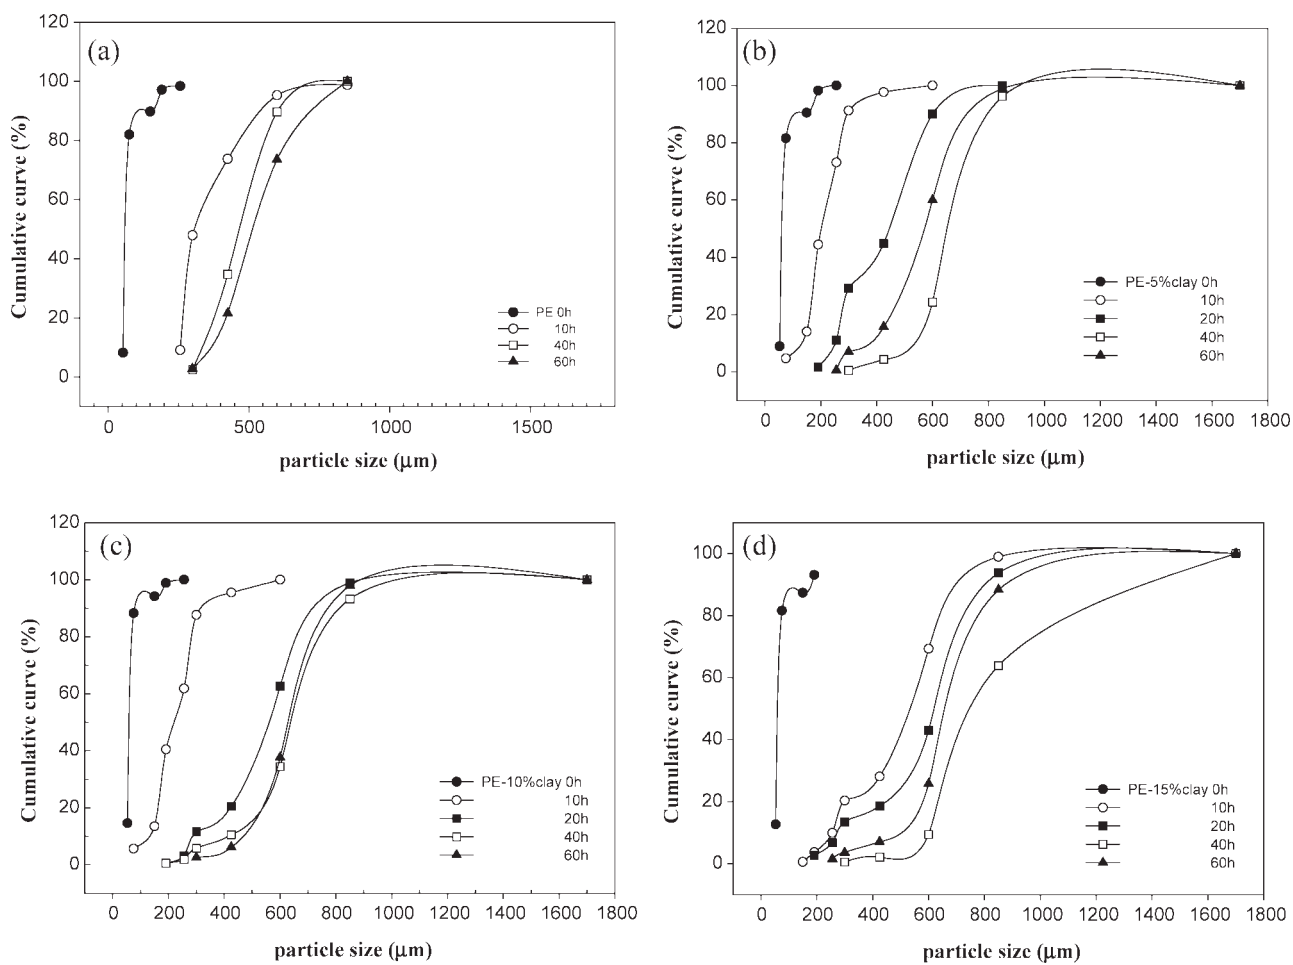 (a)
Cumulative curve (%)
120
100
80
60
40
20
0
PE 0h
10h
40h
60h
0 500 1000 1500
particle size (μm)
(b)
Cumulative curve (%)
120
100
80
60
40
20
0
PE-5%clay 0h
10h
20h
40h
60h
0 200 400 600 800 1000 1200 1400 1600 1800
particle size (μm)
(c)
Cumulative curve (%)
120
100
80
60
40
20
0
PE-10%clay 0h
10h
20h
40h
60h
0 200 400 600 800 1000 1200 1400 1600 1800
particle size (μm)
(d)
Cumulative curve (%)
100
80
60
40
20
0
PE-15%clay 0h
10h
20h
40h
60h
0 200 400 600 800 1000 1200 1400 1600 1800
particle size (μm)